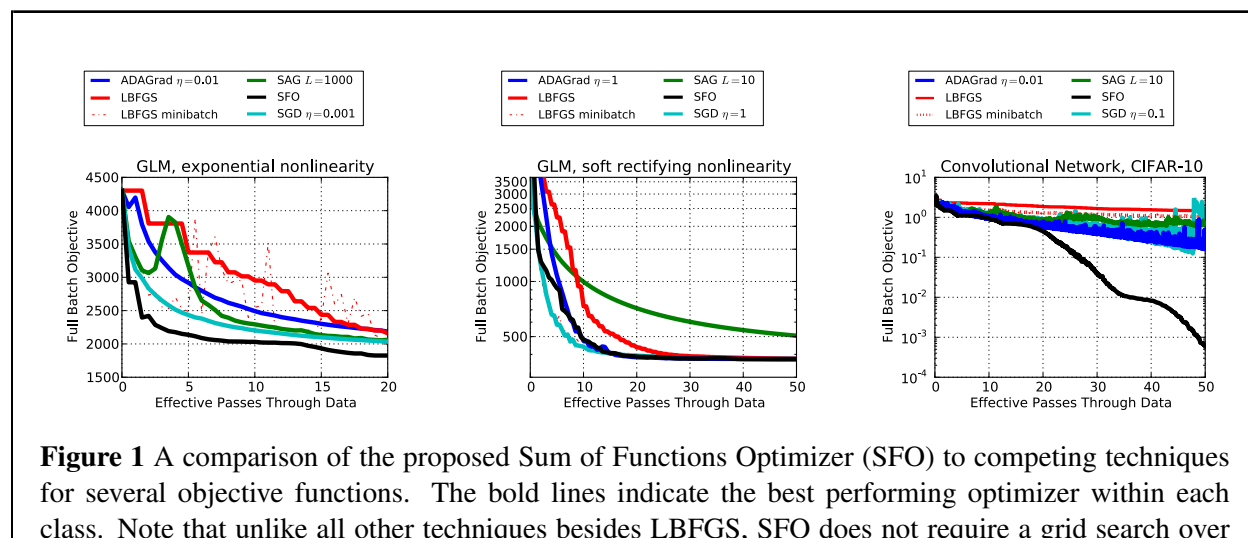 ADAGrad η=0.01 SAG L=1000
LBFGS SFO
LBFGS minibatch SGD η=0.001
GLM, exponential nonlinearity
4500
4000
3500
3000
2500
2000
1500
0 5 10 15 20
Full Batch Objective
Effective Passes Through Data
ADAGrad η=1 SAG L=10
LBFGS SFO
LBFGS minibatch SGD η=1
GLM, soft rectifying nonlinearity
3500
3000
2500
2000
1500
1000
500
0 10 20 30 40 50
Full Batch Objective
Effective Passes Through Data
ADAGrad η=0.01 SAG L=10
LBFGS SFO
LBFGS minibatch SGD η=0.1
Convolutional Network, CIFAR-10
10^1
10^0
10^-1
10^-2
10^-3
10^-4
0 10 20 30 40 50
Full Batch Objective
Effective Passes Through Data
Figure 1 A comparison of the proposed Sum of Functions Optimizer (SFO) to competing techniques
for several objective functions. The bold lines indicate the best performing optimizer within each
class. Note that unlike all other techniques besides LBFGS, SFO does not require a grid search over